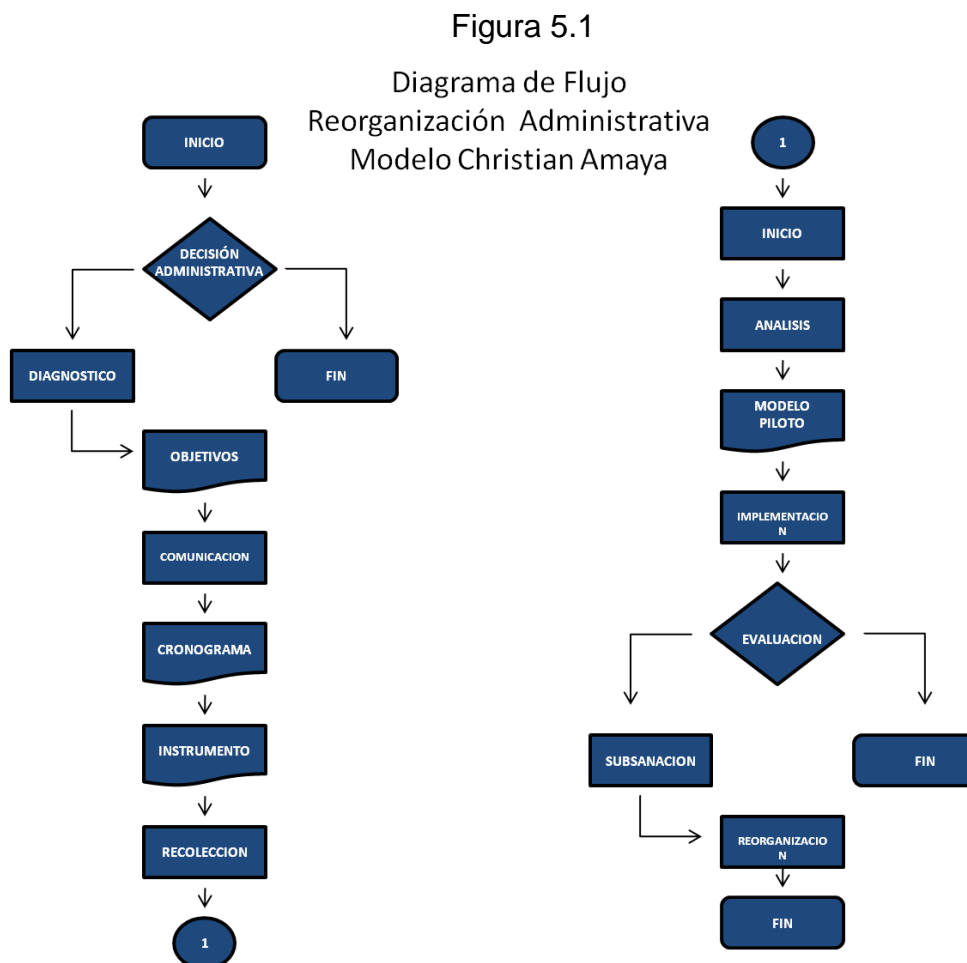 Figura 5.1
Diagrama de Flujo
Reorganización Administrativa
Modelo Christian Amaya
INICIO
DECISIÓN
ADMINISTRATIVA
DIAGNOSTICO
FIN
OBJETIVOS
COMUNICACION
CRONOGRAMA
INSTRUMENTO
RECOLECCION
1
1
INICIO
ANALISIS
MODELO
PILOTO
IMPLEMENTACIO
N
EVALUACION
SUBSANACION
FIN
REORGANIZACIO
N
FIN